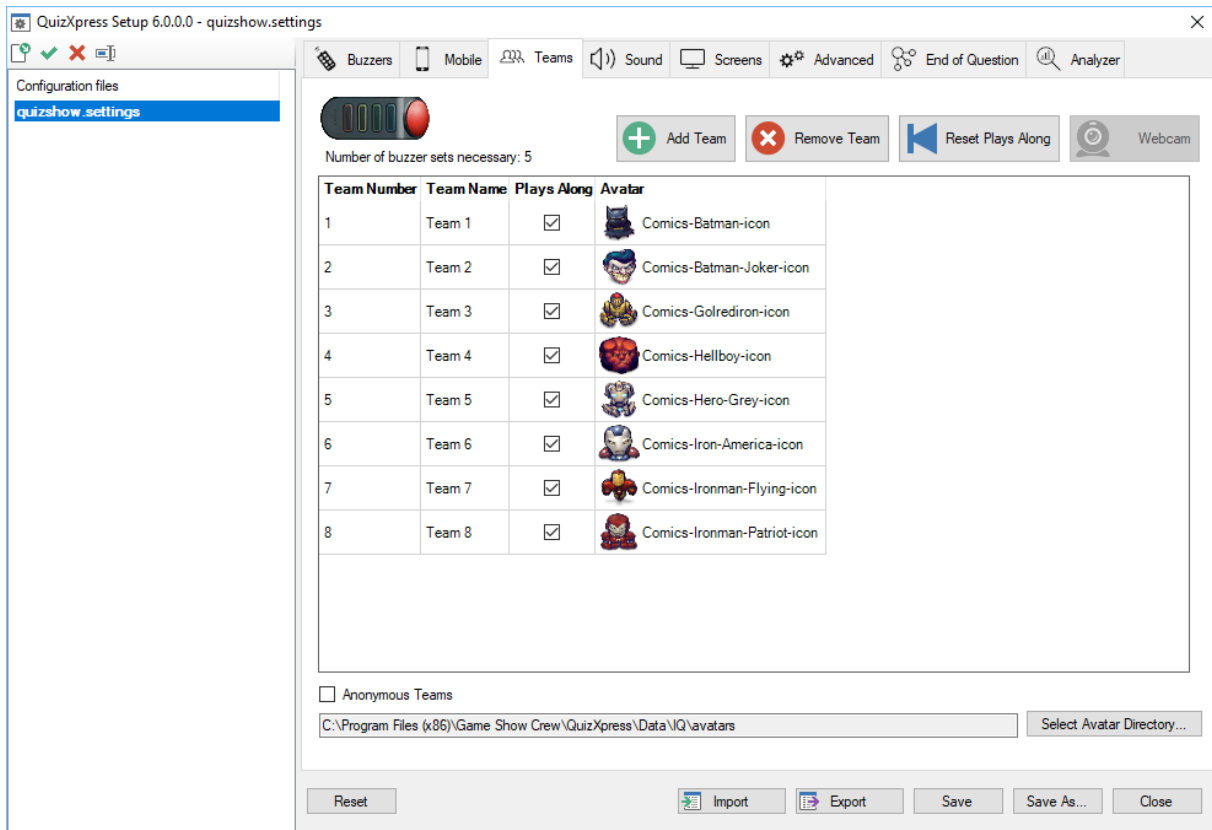 QuizXpress Setup 6.0.0.0 - quizshow.settings
Configuration files
quizshow.settings
Buzzers Mobile Teams Sound Screens Advanced End of Question Analyzer
Number of buzzer sets necessary: 5
Add Team Remove Team Reset Plays Along Webcam
Team Number Team Name Plays Along Avatar
1 Team 1 Comics-Batman-icon
2 Team 2 Comics-Batman-Joker-icon
3 Team 3 Comics-Golrediron-icon
4 Team 4 Comics-Hellboy-icon
5 Team 5 Comics-Hero-Grey-icon
6 Team 6 Comics-Iron-America-icon
7 Team 7 Comics-Ironman-Flying-icon
8 Team 8 Comics-Ironman-Patriot-icon
Anonymous Teams
C:\Program Files (x86)\Game Show Crew\QuizXpress\Data\IQ\avatars Select Avatar Directory...
Reset Import Export Save Save As... Close